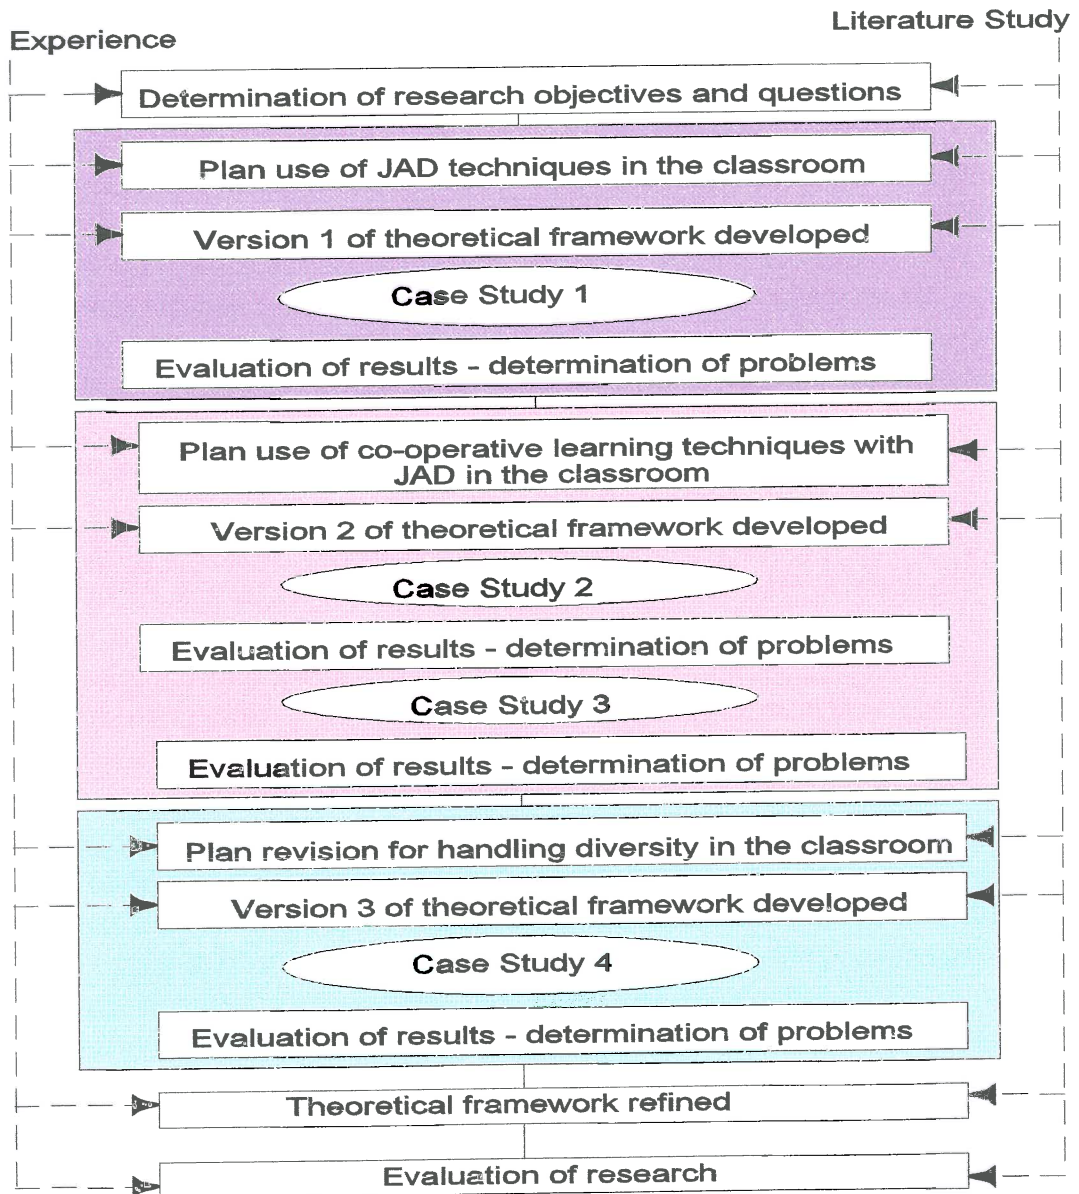 Literature Study
Experience
Determination of research objectives and questions
Plan use of JAD techniques in the classroom
Version 1 of theoretical framework developed
Case Study 1
Evaluation of results - determination of problems
Plan use of co-operative learning techniques with
JAD in the classroom
Version 2 of theoretical framework developed
Case Study 2
Evaluation of results - determination of problems
Case Study 3
Evaluation of results - determination of problems
Plan revision for handling diversity in the classroom
Version 3 of theoretical framework developed
Case Study 4
Evaluation of results - determination of problems
Theoretical framework refined
Evaluation of research